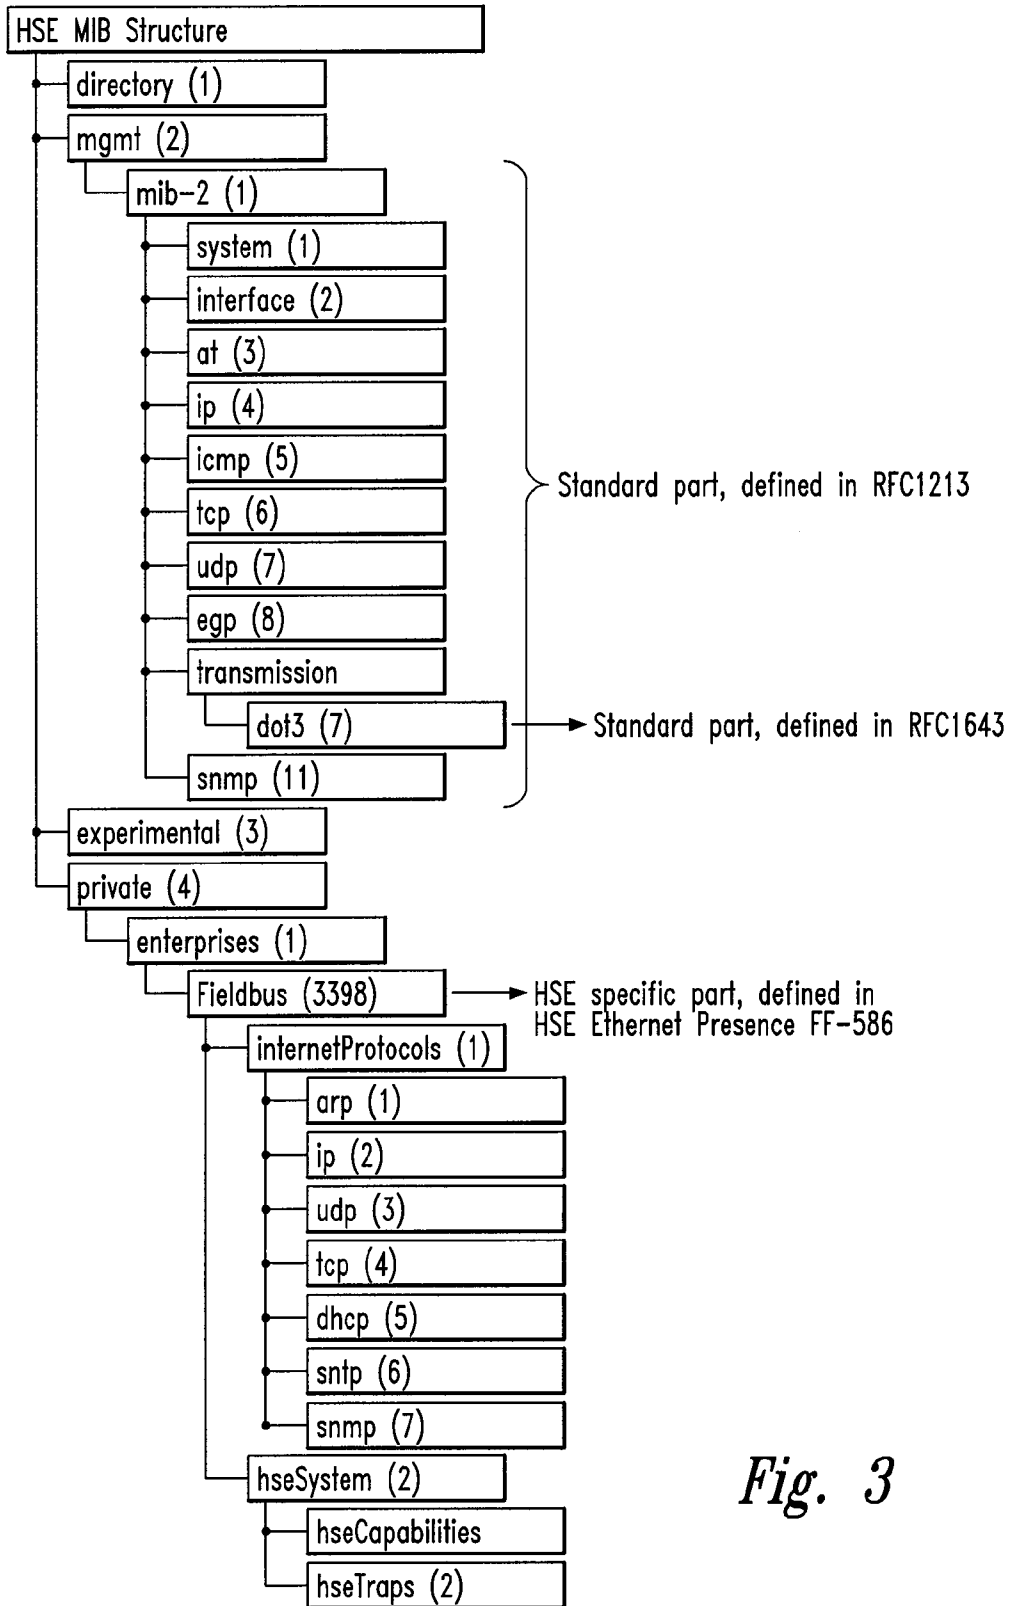 HSE MIB Structure
directory (1)
mgmt (2)
mib-2 (1)
system (1)
interface (2)
at (3)
ip (4)
icmp (5)
Standard part, defined in RFC1213
tcp (6)
udp (7)
egp (8)
transmission
dot3 (7)
Standard part, defined in RFC1643
snmp (11)
experimental (3)
private (4)
enterprises (1)
Fieldbus (3398)
HSE specific part, defined in
HSE Ethernet Presence FF-586
internetProtocols (1)
arp (1)
ip (2)
udp (3)
tcp (4)
dhcp (5)
sntp (6)
snmp (7)
hseSystem (2)
Fig. 3
hseCapabilities
hseTraps (2)